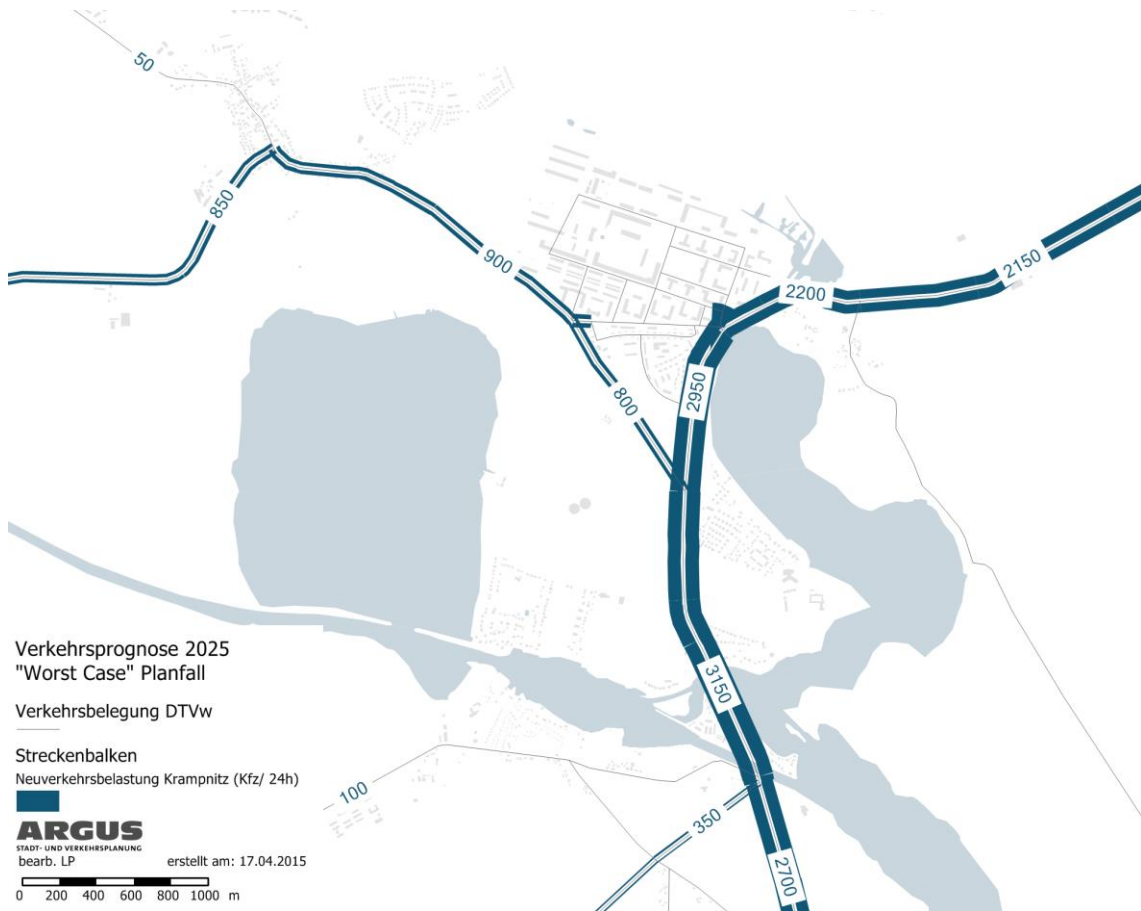 50
850
900
2150
2200
2950
800
3150
Verkehrsprognose 2025
"Worst Case" Planfall
Verkehrsbelegung DTVw
Streckenbalken
Neuverkehrsbelastung Krampnitz (Kfz/ 24h)
100
350
2700
ARGUS
STADT- UND VERKEHRSPLANUNG
bearb. LP erstellt am: 17.04.2015
0 200 400 600 800 1000 m